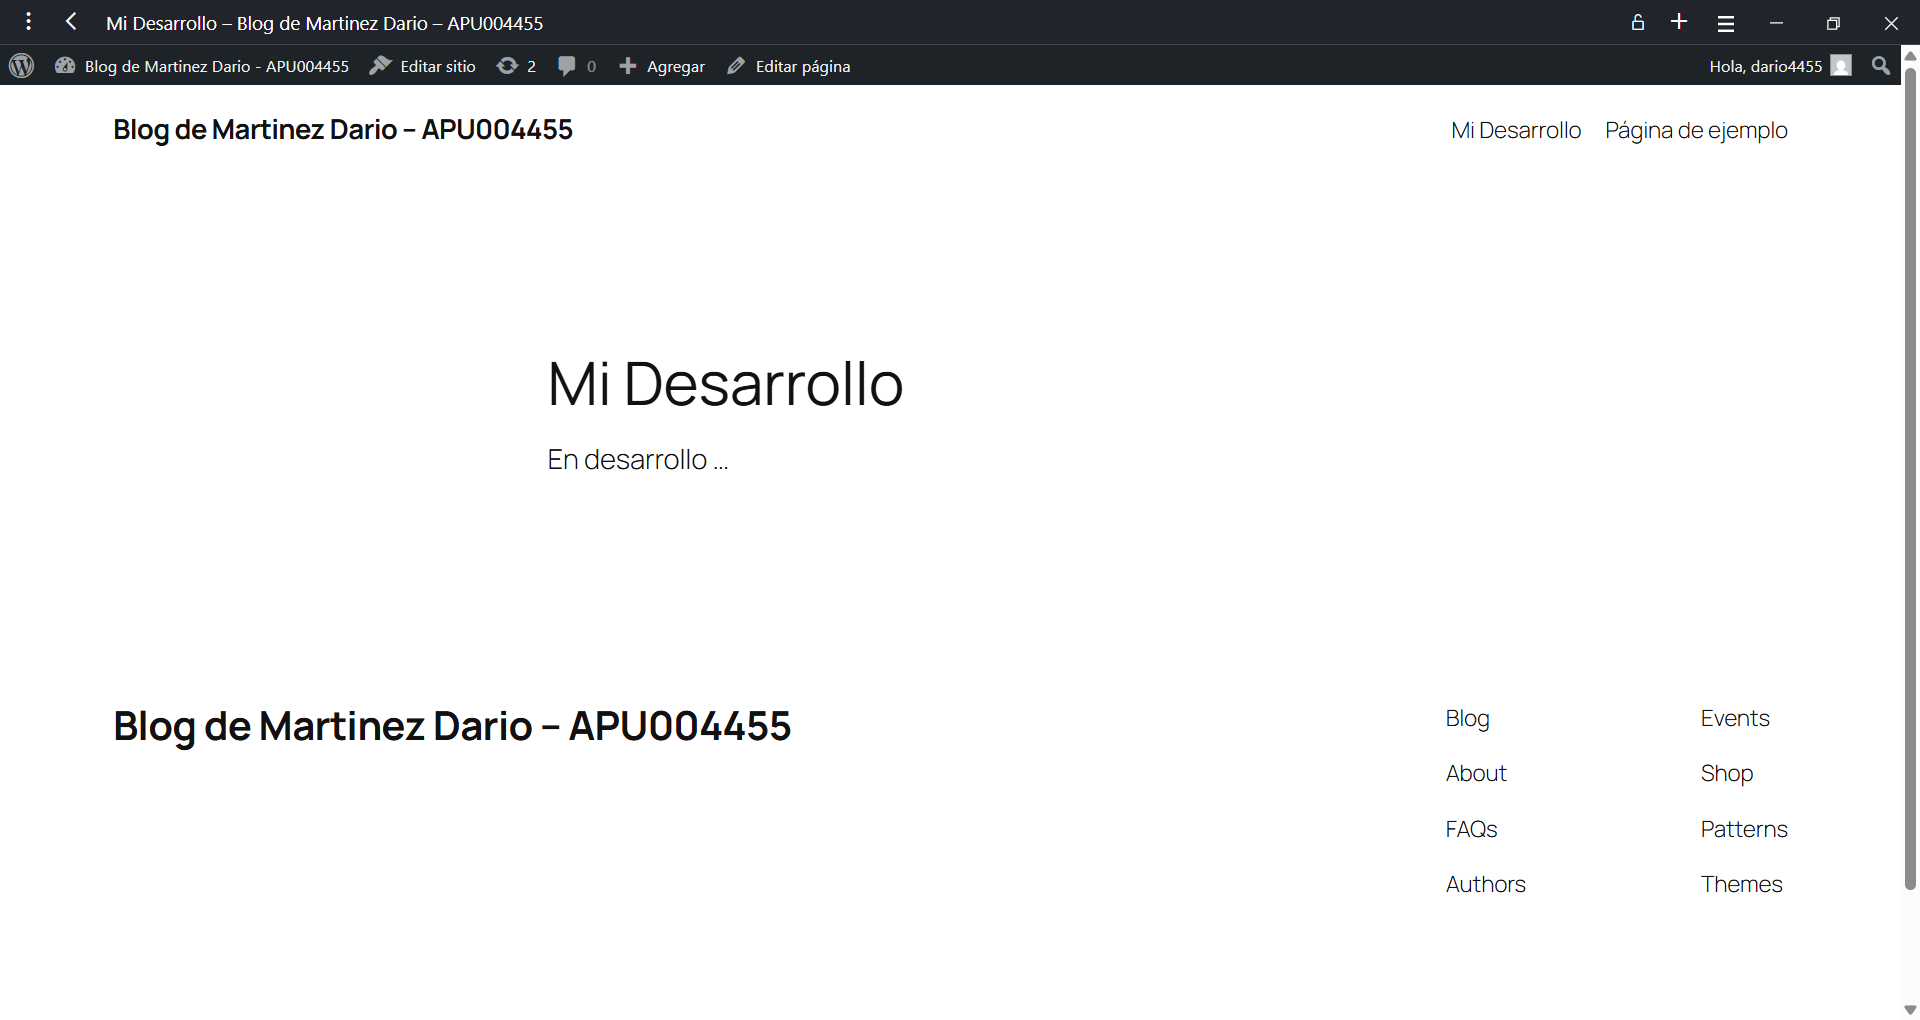 Mi Desarrollo – Blog de Martinez Dario – APU004455
Blog de Martinez Dario - APU004455 Editar sitio 2 0 Agregar Editar página Hola, dario4455
Blog de Martinez Dario – APU004455 Mi Desarrollo Página de ejemplo
Mi Desarrollo
En desarrollo ...
Blog de Martinez Dario – APU004455
Blog Events
About Shop
FAQs Patterns
Authors Themes